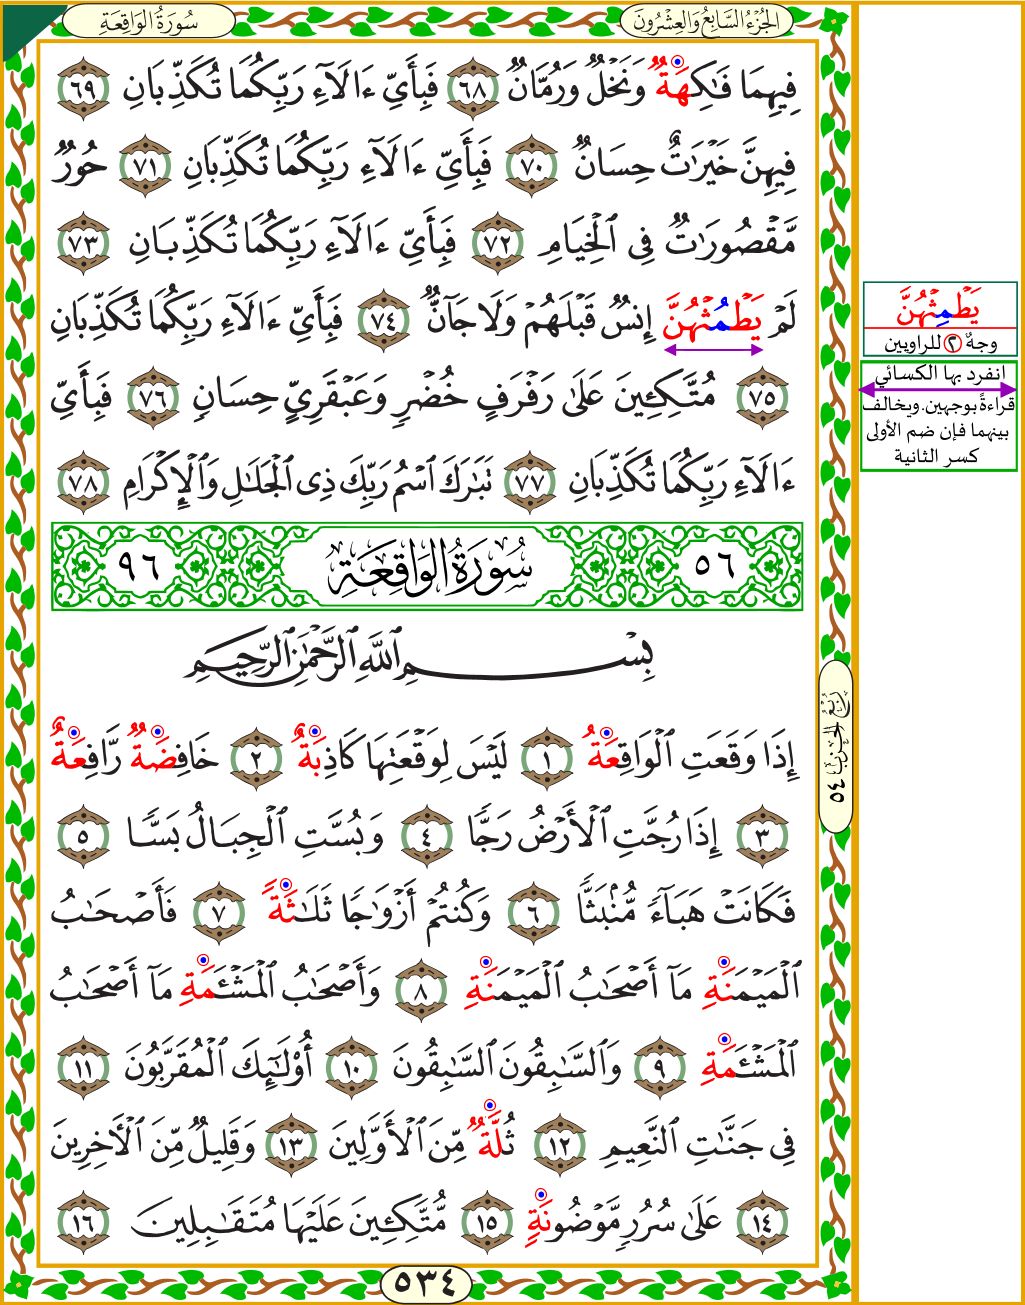 سُورَةُ الوَاقِعَةِ
الجُزْءُ السَّابِعُ وَالعِشْرُونَ
فِيهِمَا فَٰكِهَةٌ وَنَخْلٌ وَرُمَّانٌ ٦٨ فَبِأَيِّ ءَالَآءِ رَبِّكُمَا تُكَذِّبَانِ ٦٩
فِيهِنَّ خَيْرَٰتٌ حِسَانٌ ٧٠ فَبِأَيِّ ءَالَآءِ رَبِّكُمَا تُكَذِّبَانِ ٧١ حُورٌ
مَّقْصُورَٰتٌ فِي ٱلْخِيَامِ ٧٢ فَبِأَيِّ ءَالَآءِ رَبِّكُمَا تُكَذِّبَانِ ٧٣
لَمْ يَطْمُثْهُنَّ إِنسٌ قَبْلَهُمْ وَلَا جَآنٌّ ٧٤ فَبِأَيِّ ءَالَآءِ رَبِّكُمَا تُكَذِّبَانِ
٧٥ مُتَّكِـِٔينَ عَلَىٰ رَفْرَفٍ خُضْرٍ وَعَبْقَرِيٍّ حِسَانٍ ٧٦ فَبِأَيِّ
ءَالَآءِ رَبِّكُمَا تُكَذِّبَانِ ٧٧ تَبَٰرَكَ ٱسْمُ رَبِّكَ ذِي ٱلْجَلَٰلِ وَٱلْإِكْرَامِ ٧٨
٥٦ سُورَةُ الوَاقِعَةِ ٩٦
بِسْمِ ٱللَّهِ ٱلرَّحْمَٰنِ ٱلرَّحِيمِ
إِذَا وَقَعَتِ ٱلْوَاقِعَةُ ١ لَيْسَ لِوَقْعَتِهَا كَاذِبَةٌ ٢ خَافِضَةٌ رَّافِعَةٌ
٣ إِذَا رُجَّتِ ٱلْأَرْضُ رَجًّا ٤ وَبُسَّتِ ٱلْجِبَالُ بَسًّا ٥
فَكَانَتْ هَبَآءً مُّنۢبَثًّا ٦ وَكُنتُمْ أَزْوَٰجًا ثَلَٰثَةً ٧ فَأَصْحَٰبُ
ٱلْمَيْمَنَةِ مَآ أَصْحَٰبُ ٱلْمَيْمَنَةِ ٨ وَأَصْحَٰبُ ٱلْمَشْـَٔمَةِ مَآ أَصْحَٰبُ
ٱلْمَشْـَٔمَةِ ٩ وَٱلسَّٰبِقُونَ ٱلسَّٰبِقُونَ ١٠ أُوْلَٰٓئِكَ ٱلْمُقَرَّبُونَ ١١
فِي جَنَّٰتِ ٱلنَّعِيمِ ١٢ ثُلَّةٌ مِّنَ ٱلْأَوَّلِينَ ١٣ وَقَلِيلٌ مِّنَ ٱلْأَخِرِينَ
١٤ عَلَىٰ سُرُرٍ مَّوْضُونَةٍ ١٥ مُّتَّكِـِٔينَ عَلَيْهَا مُتَقَٰبِلِينَ ١٦
٥٣٤
يَطْمِثْهُنَّ
وجهٌ ٢ للراويين
انفرد بها الكسائي
قراءةً بوجهين. ويخالف
بينهما فإن ضم الأولى
كسر الثانية
رُبْعُ الحِزْبِ ٥٤